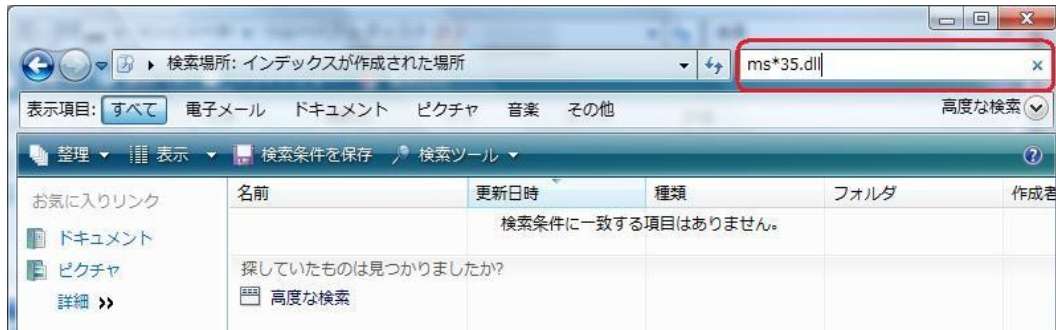 検索場所: インデックスが作成された場所
ms*35.dll
表示項目: すべて 電子メール ドキュメント ピクチャ 音楽 その他 高度な検索
整理 表示 検索条件を保存 検索ツール
お気に入りリンク
名前 更新日時 種類 フォルダ 作成者
検索条件に一致する項目はありません。
ドキュメント
ピクチャ
探していたものは見つかりましたか?
詳細 >>
高度な検索